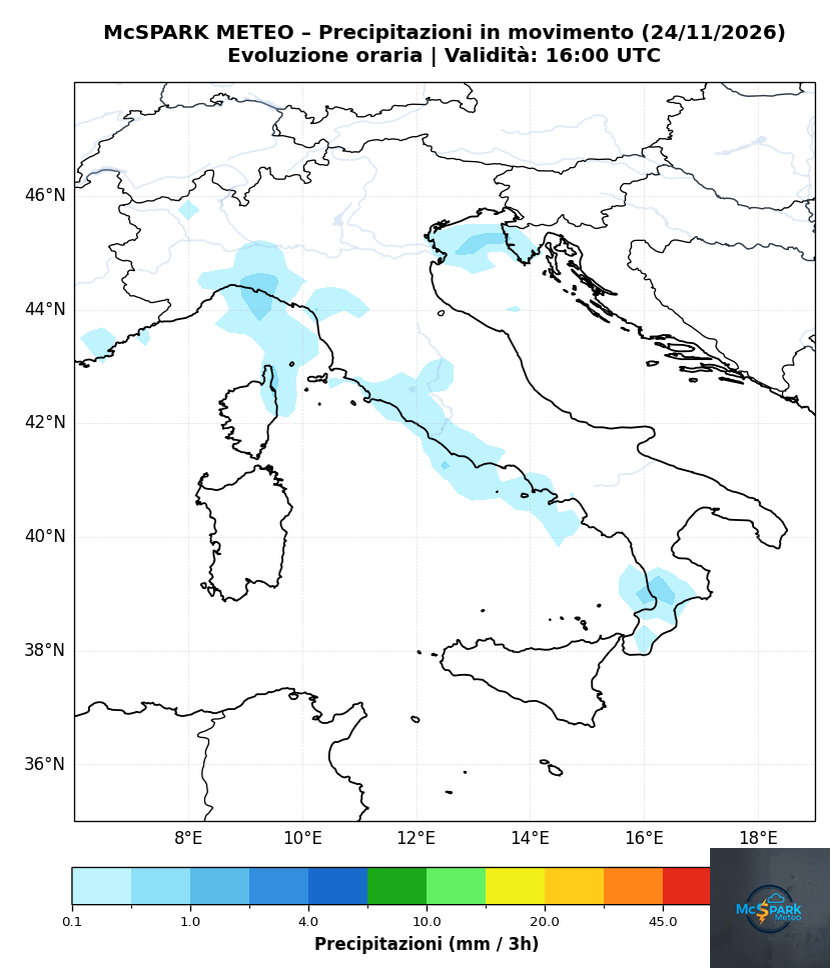 McSPARK METEO – Precipitazioni in movimento (24/11/2026)
Evoluzione oraria | Validità: 16:00 UTC
46°N
44°N
42°N
40°N
38°N
36°N
8°E 10°E 12°E 14°E 16°E 18°E
0.1 1.0 4.0 10.0 20.0 45.0
Precipitazioni (mm / 3h)
McSPARK
Meteo